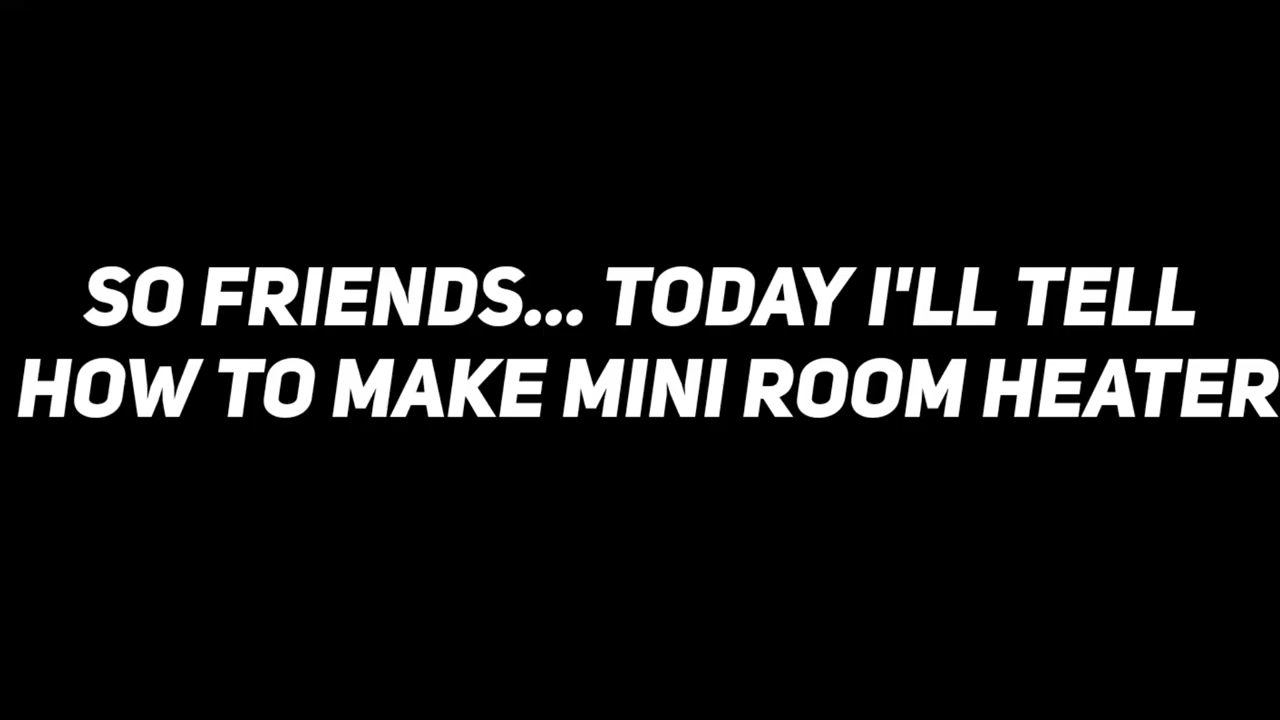 SO FRIENDS... TODAY I'LL TELL
HOW TO MAKE MINI ROOM HEATER